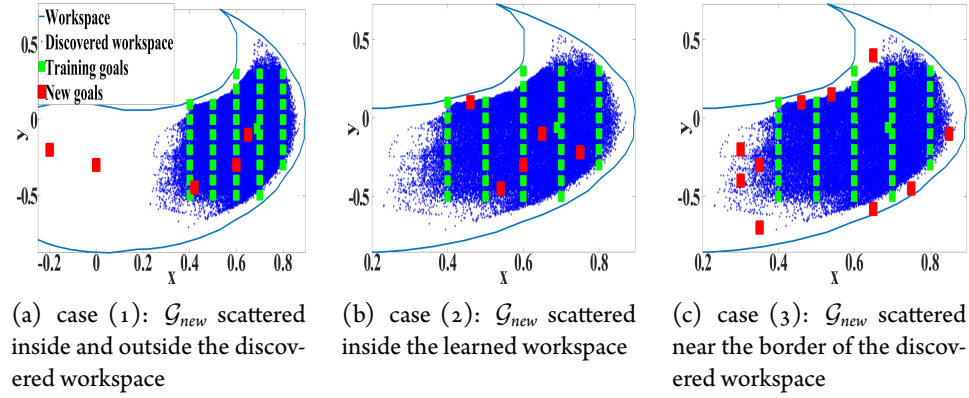 Workspace
Discovered workspace
Training goals
New goals
0.5
0
-0.5
y
-0.2 0 0.2 0.4 0.6 0.8
x
0.5
0
-0.5
y
0.2 0.4 0.6 0.8
x
0.5
0
-0.5
y
0.2 0.4 0.6 0.8
x
(a) case (1): 𝒢new scattered
inside and outside the discov-
ered workspace
(b) case (2): 𝒢new scattered
inside the learned workspace
(c) case (3): 𝒢new scattered
near the border of the discov-
ered workspace